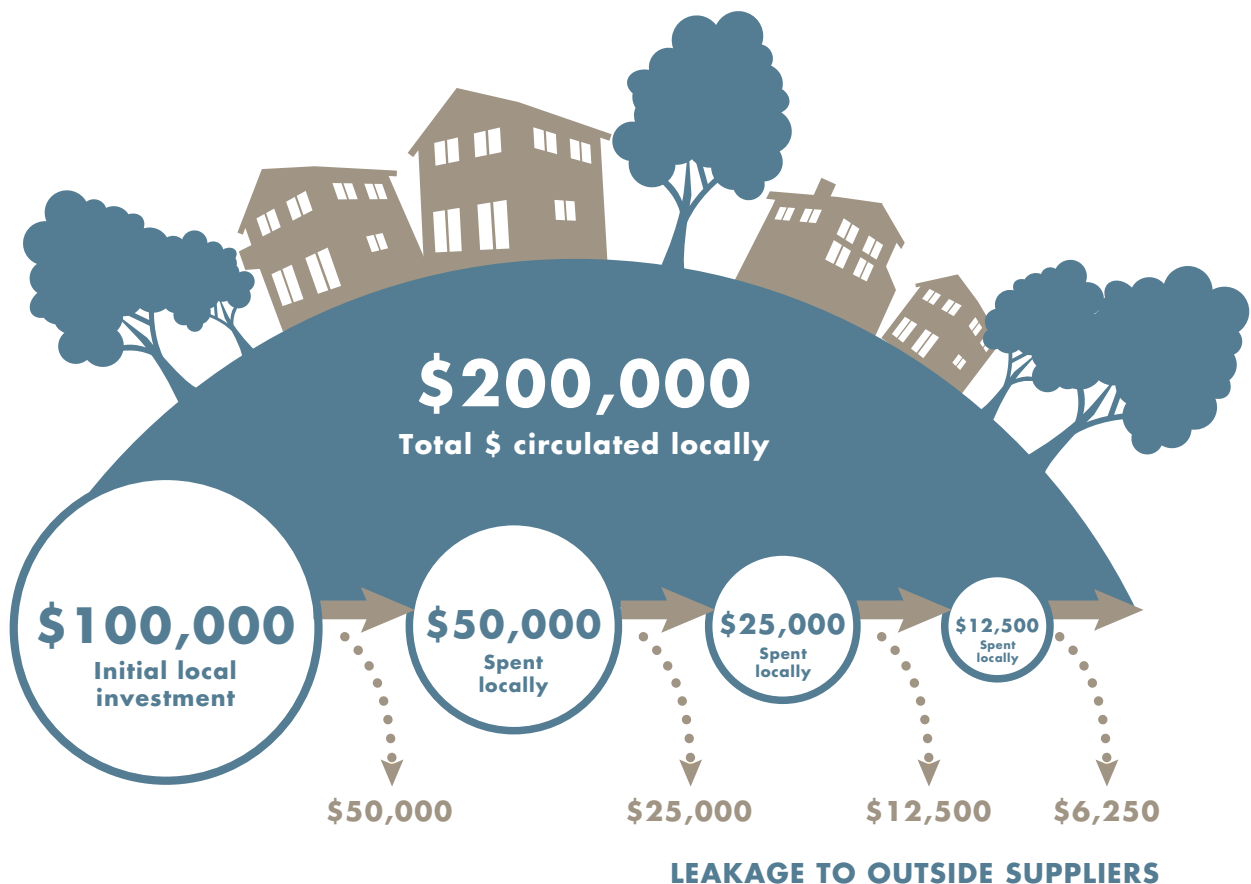 $200,000
Total $ circulated locally
$100,000
Initial local
investment
$50,000
Spent
locally
$25,000
Spent
locally
$12,500
Spent
locally
$50,000
$25,000
$12,500
$6,250
LEAKAGE TO OUTSIDE SUPPLIERS